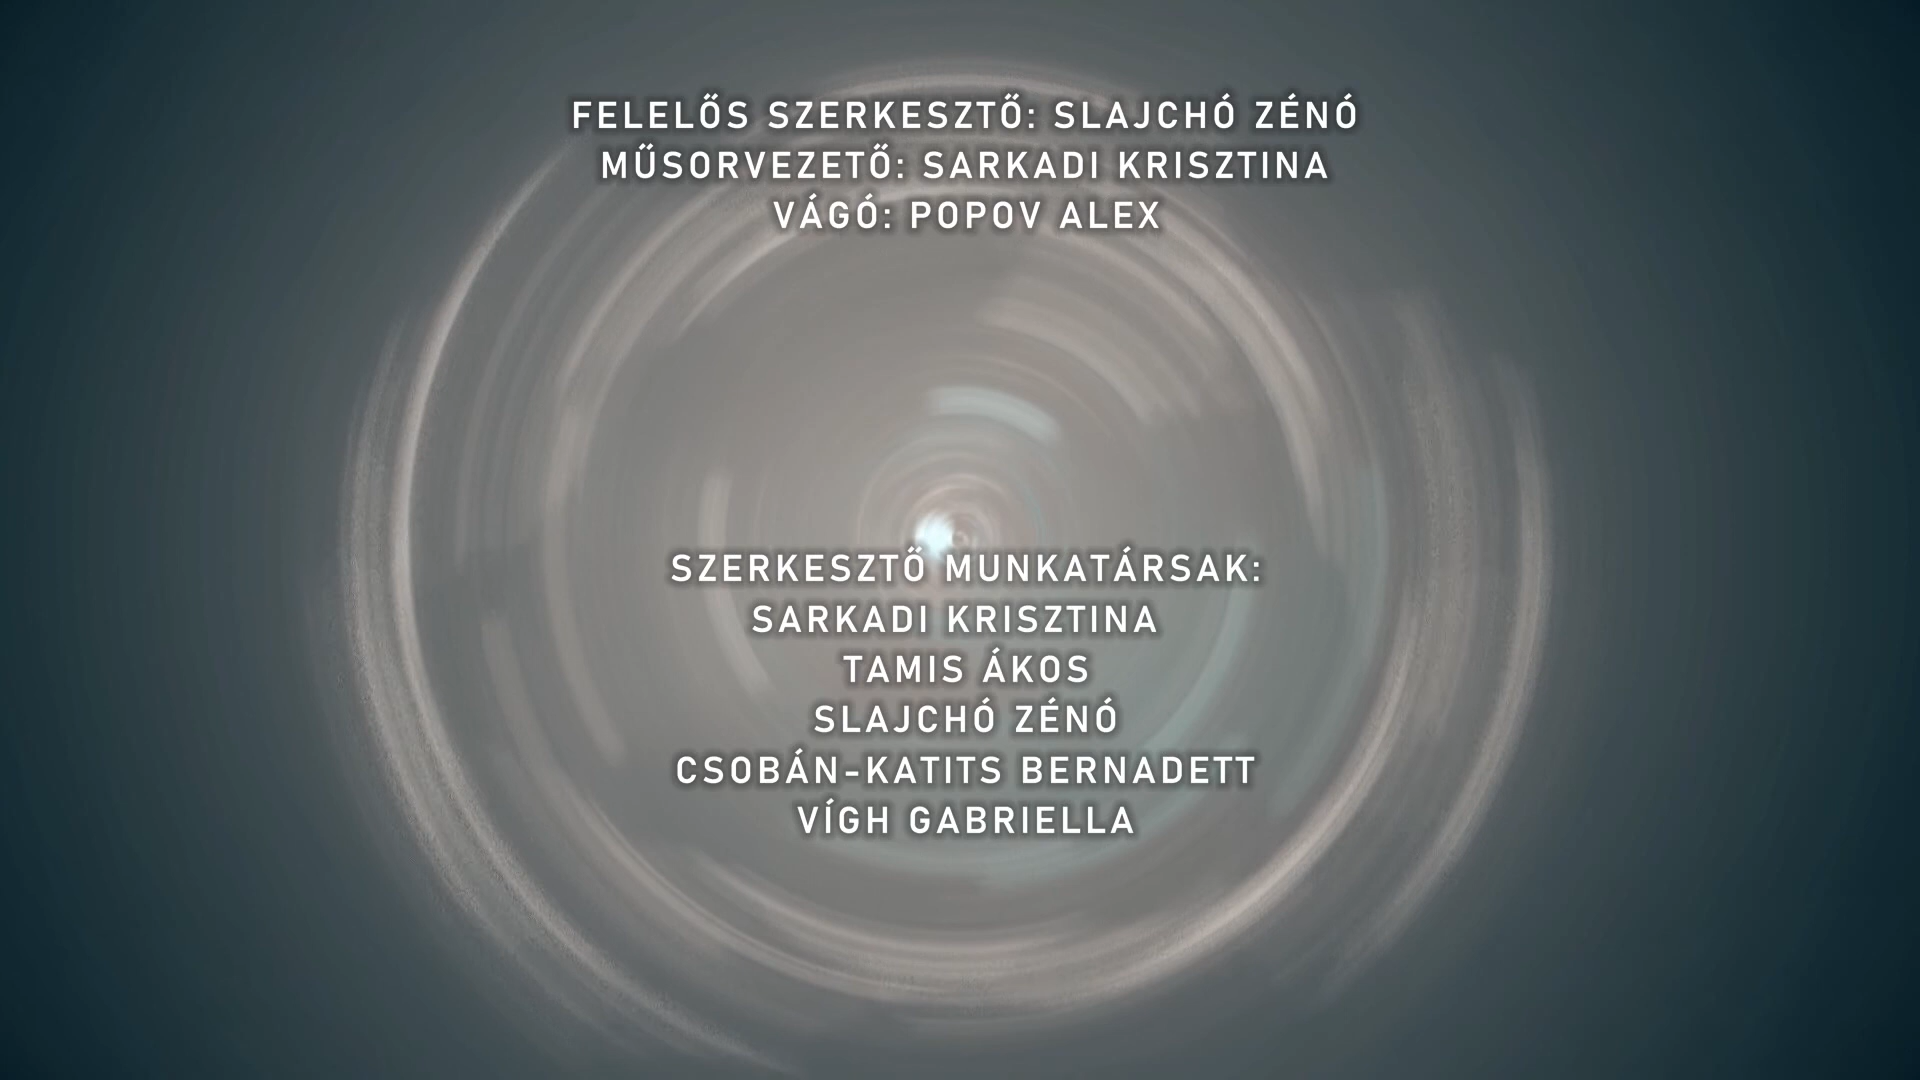 FELELŐS SZERKESZTŐ: SLAJCHÓ ZÉNÓ
MŰSORVEZETŐ: SARKADI KRISZTINA
VÁGÓ: POPOV ALEX
SZERKESZTŐ MUNKATÁRSAK:
SARKADI KRISZTINA
TAMIS ÁKOS
SLAJCHÓ ZÉNÓ
CSOBÁN-KATITS BERNADETT
VÍGH GABRIELLA